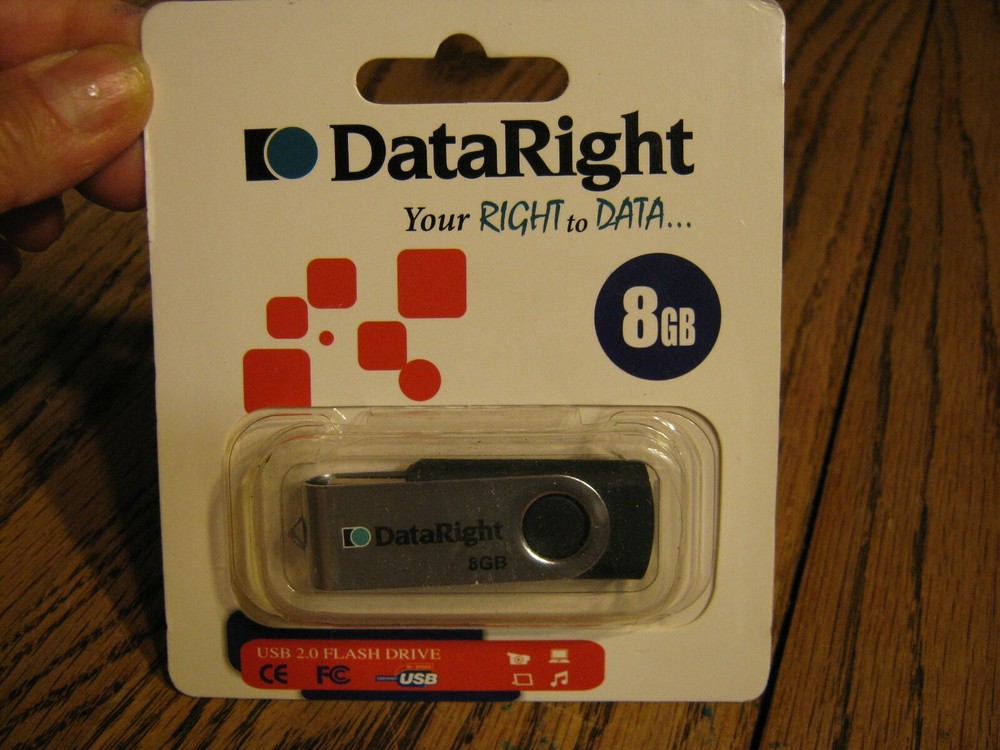 DataRight
Your RIGHT to DATA...
8GB
DataRight
8GB
USB 2.0 FLASH DRIVE
CE FC USB